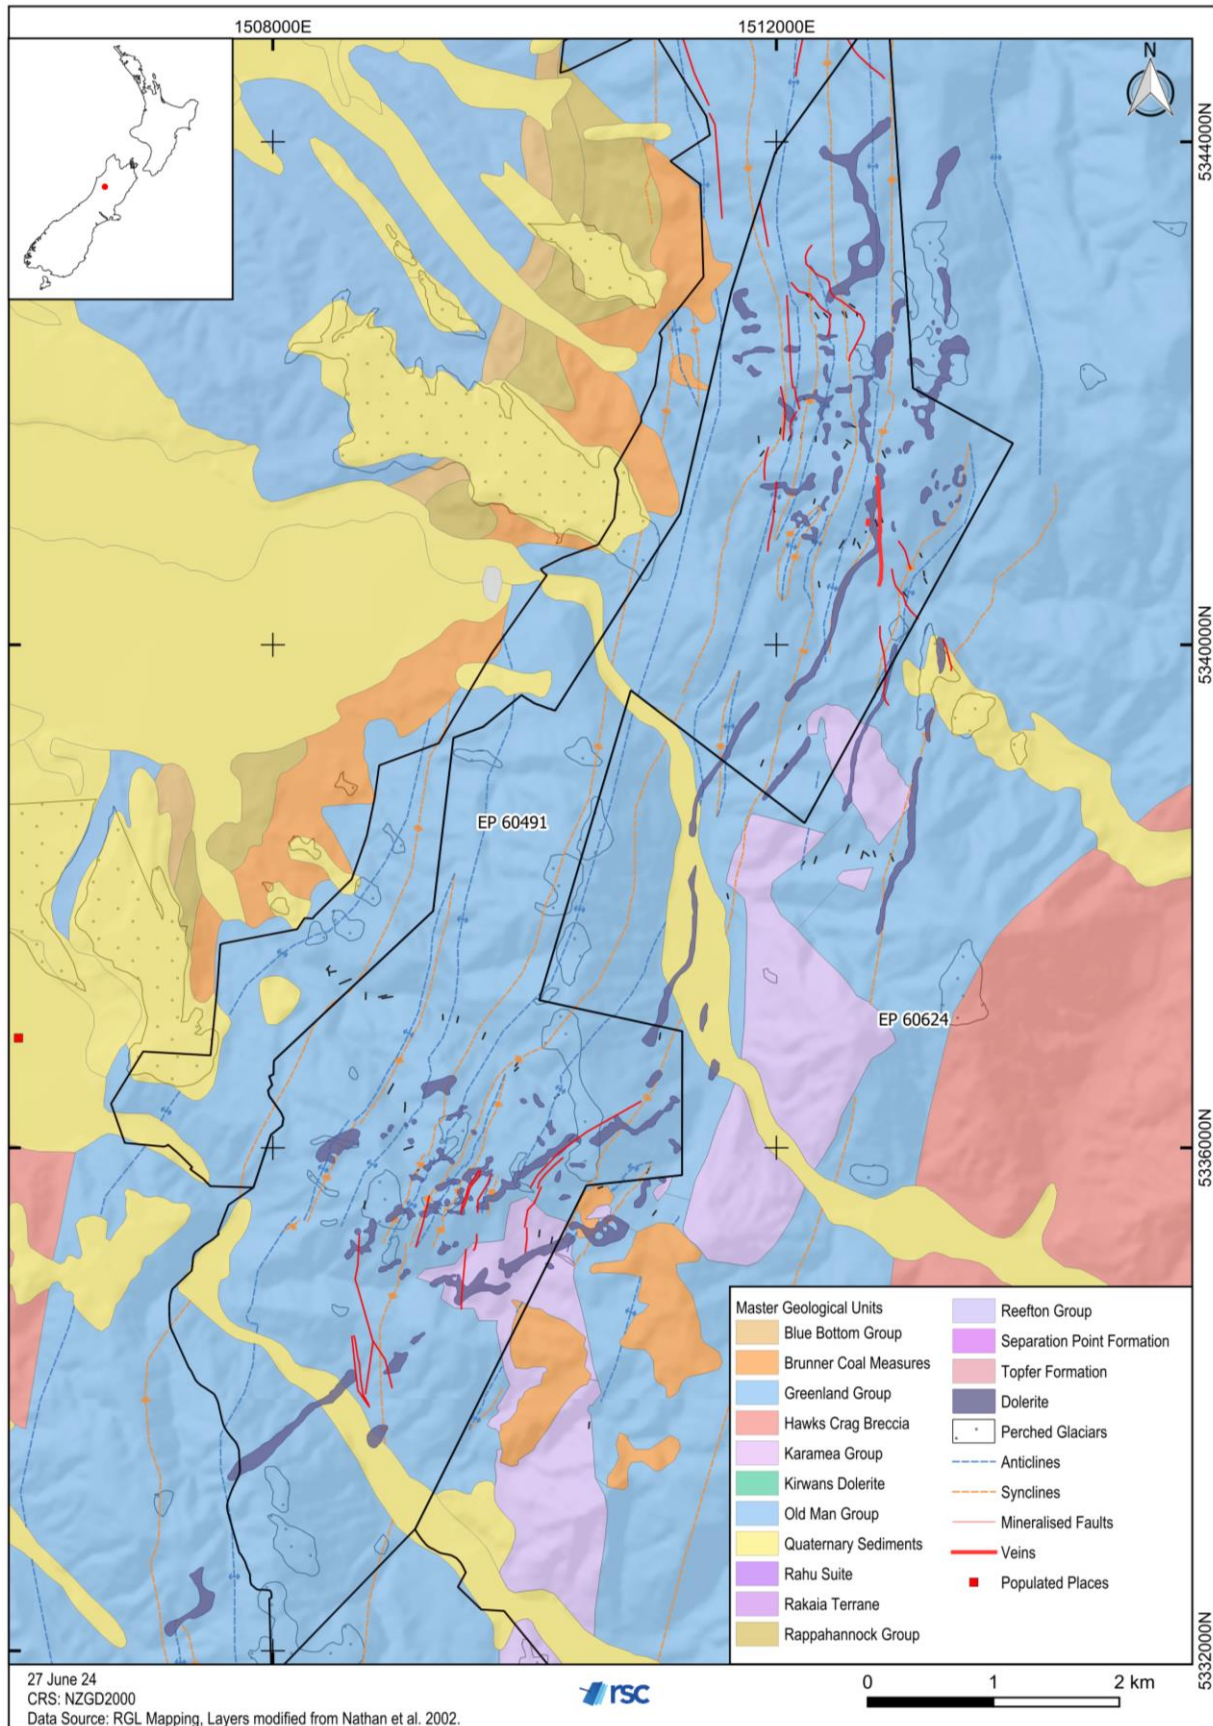 1508000E
1512000E
N
5344000N
5340000N
EP 60491
EP 60624
5336000N
5332000N
Master Geological Units
Blue Bottom Group
Brunner Coal Measures
Greenland Group
Hawks Crag Breccia
Karamea Group
Kirwans Dolerite
Old Man Group
Quaternary Sediments
Rahu Suite
Rakaia Terrane
Rappahannock Group
Reefton Group
Separation Point Formation
Topfer Formation
Dolerite
Perched Glaciars
Anticlines
Synclines
Mineralised Faults
Veins
Populated Places
27 June 24
CRS: NZGD2000
Data Source: RGL Mapping, Layers modified from Nathan et al. 2002.
rsc
0 1 2 km